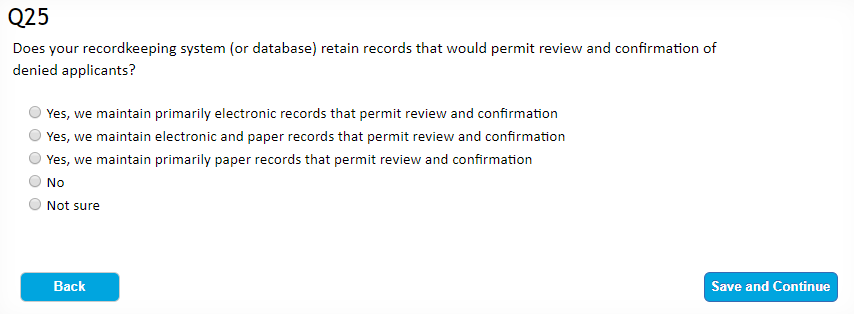 Q25
Does your recordkeeping system (or database) retain records that would permit review and confirmation of
denied applicants?
Yes, we maintain primarily electronic records that permit review and confirmation
Yes, we maintain electronic and paper records that permit review and confirmation
Yes, we maintain primarily paper records that permit review and confirmation
No
Not sure
Back
Save and Continue